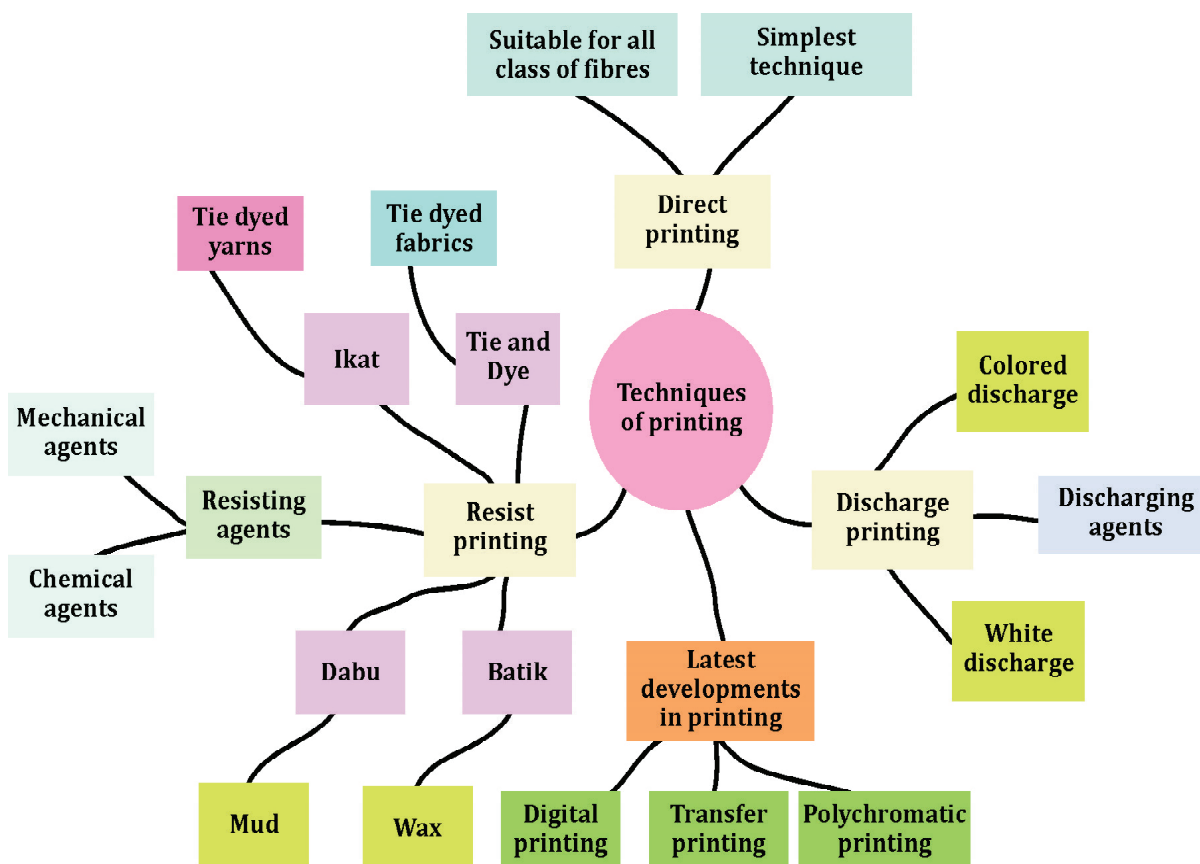 Suitable for all
class of fibres
Simplest
technique
Direct
printing
Tie dyed
yarns
Tie dyed
fabrics
Ikat
Tie and
Dye
Techniques
of printing
Colored
discharge
Mechanical
agents
Resisting
agents
Chemical
agents
Resist
printing
Discharge
printing
Discharging
agents
White
discharge
Dabu
Batik
Latest
developments
in printing
Mud
Wax
Digital
printing
Transfer
printing
Polychromatic
printing